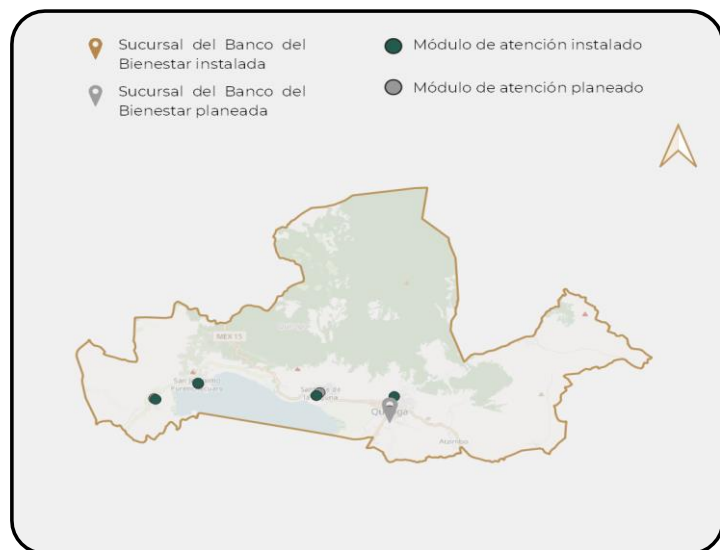 Sucursal del Banco del
Bienestar instalada
Sucursal del Banco del
Bienestar planeada
Módulo de atención instalado
Módulo de atención planeado
MEX 15